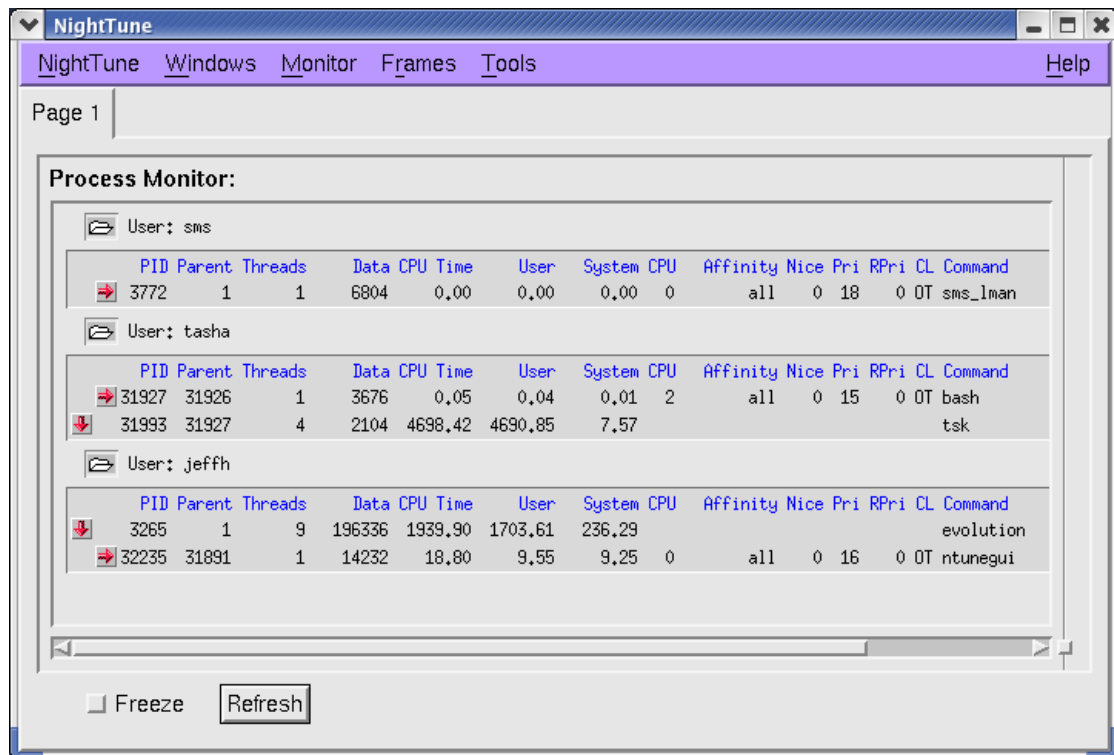 NightTune
NightTune Windows Monitor Frames Tools Help
Page 1
Process Monitor:
User: sms
PID Parent Threads Data CPU Time User System CPU Affinity Nice Pri RPri CL Command
3772 1 1 6804 0.00 0.00 0.00 0 all 0 18 0 OT sms_lman
User: tasha
PID Parent Threads Data CPU Time User System CPU Affinity Nice Pri RPri CL Command
31927 31926 1 3676 0.05 0.04 0.01 2 all 0 15 0 OT bash
31993 31927 4 2104 4698.42 4690.85 7.57 tsk
User: jeffh
PID Parent Threads Data CPU Time User System CPU Affinity Nice Pri RPri CL Command
3265 1 9 196336 1939.90 1703.61 236.29 evolution
32235 31891 1 14232 18.80 9.55 9.25 0 all 0 16 0 OT ntunegui
Freeze Refresh